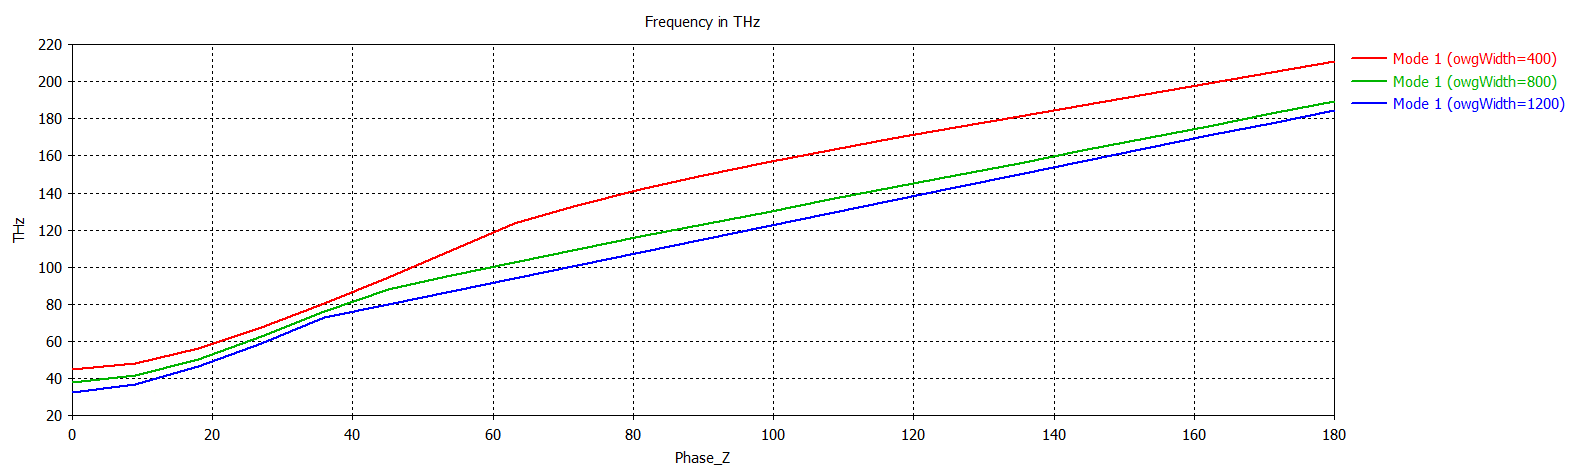 Frequency in THz
220
200
180
160
140
120
100
80
60
40
20
THz
0 20 40 60 80 100 120 140 160 180
Phase_Z
Mode 1 (owgWidth=400)
Mode 1 (owgWidth=800)
Mode 1 (owgWidth=1200)